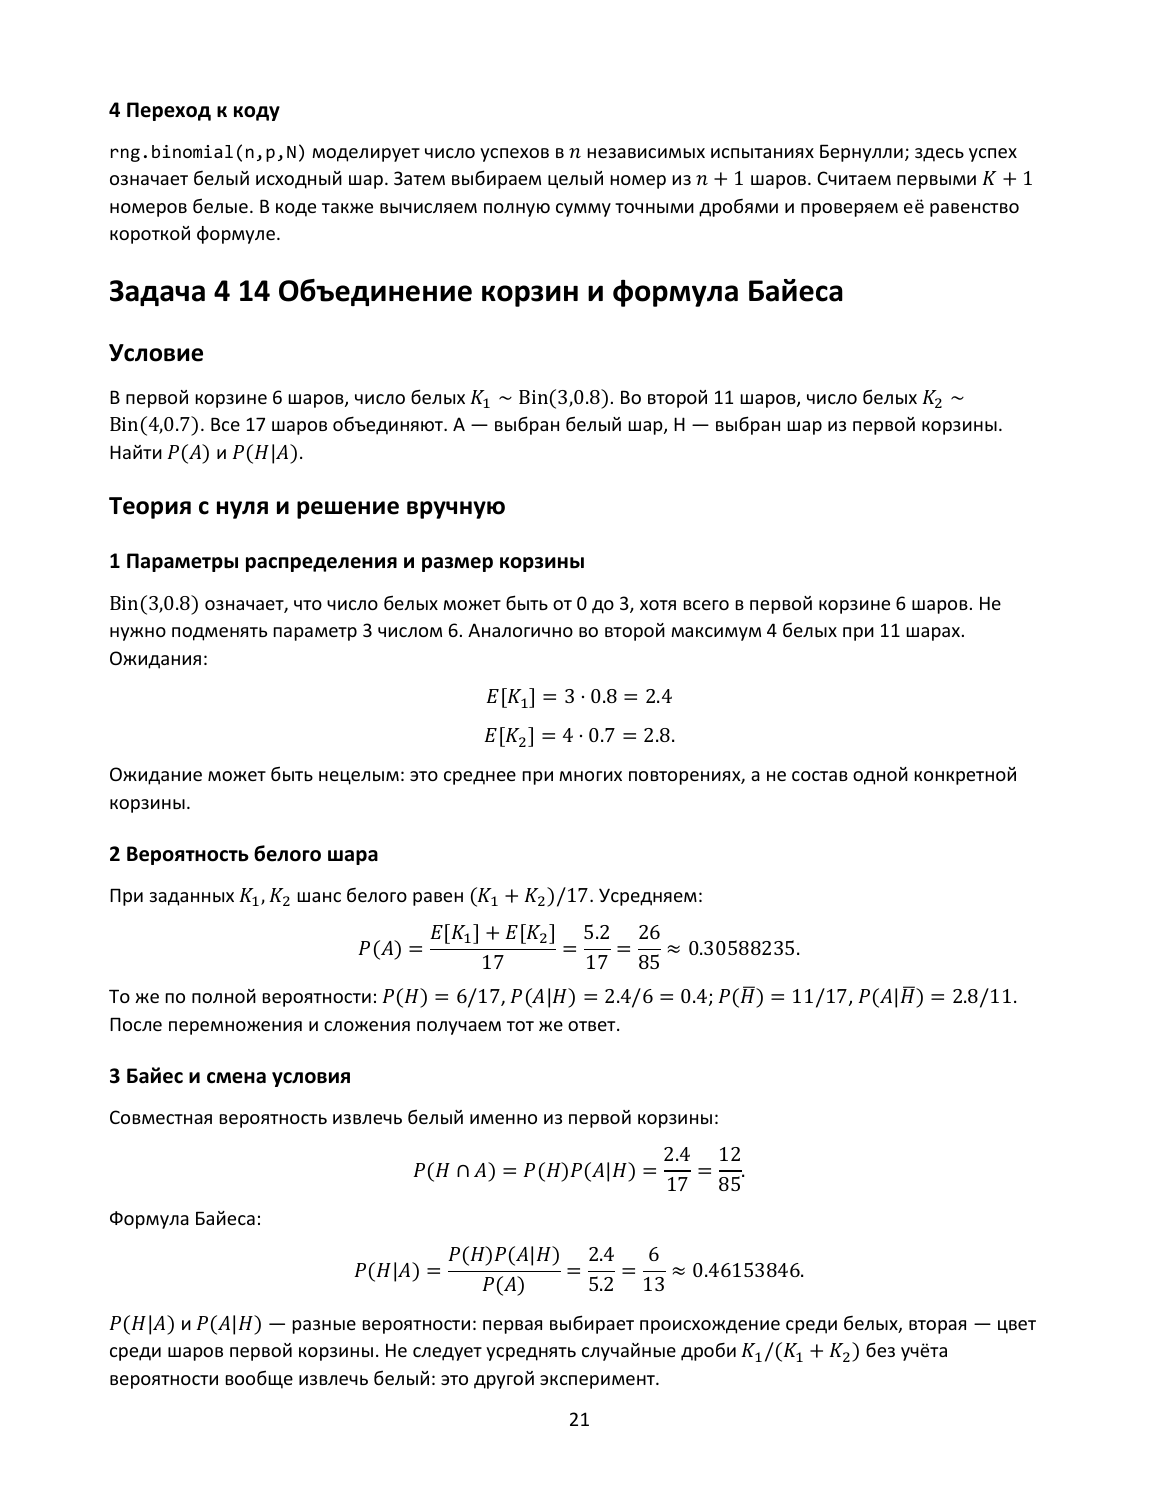 4 Переход к коду
rng.binomial(n,p,N) моделирует число успехов в n независимых испытаниях Бернулли; здесь успех
означает белый исходный шар. Затем выбираем целый номер из n + 1 шаров. Считаем первыми K + 1
номеров белые. В коде также вычисляем полную сумму точными дробями и проверяем её равенство
короткой формуле.
Задача 4 14 Объединение корзин и формула Байеса
Условие
В первой корзине 6 шаров, число белых K₁ ~ Bin(3,0.8). Во второй 11 шаров, число белых K₂ ~
Bin(4,0.7). Все 17 шаров объединяют. A — выбран белый шар, H — выбран шар из первой корзины.
Найти P(A) и P(H|A).
Теория с нуля и решение вручную
1 Параметры распределения и размер корзины
Bin(3,0.8) означает, что число белых может быть от 0 до 3, хотя всего в первой корзине 6 шаров. Не
нужно подменять параметр 3 числом 6. Аналогично во второй максимум 4 белых при 11 шарах.
Ожидания:
E[K₁] = 3 · 0.8 = 2.4
E[K₂] = 4 · 0.7 = 2.8.
Ожидание может быть нецелым: это среднее при многих повторениях, а не состав одной конкретной
корзины.
2 Вероятность белого шара
При заданных K₁, K₂ шанс белого равен (K₁ + K₂)/17. Усредняем:
P(A) = (E[K₁] + E[K₂])/17 = 5.2/17 = 26/85 ≈ 0.30588235.
То же по полной вероятности: P(H) = 6/17, P(A|H) = 2.4/6 = 0.4; P(H̅) = 11/17, P(A|H̅) = 2.8/11.
После перемножения и сложения получаем тот же ответ.
3 Байес и смена условия
Совместная вероятность извлечь белый именно из первой корзины:
P(H ∩ A) = P(H)P(A|H) = 2.4/17 = 12/85.
Формула Байеса:
P(H|A) = P(H)P(A|H)/P(A) = 2.4/5.2 = 6/13 ≈ 0.46153846.
P(H|A) и P(A|H) — разные вероятности: первая выбирает происхождение среди белых, вторая — цвет
среди шаров первой корзины. Не следует усреднять случайные дроби K₁/(K₁ + K₂) без учёта
вероятности вообще извлечь белый: это другой эксперимент.
21